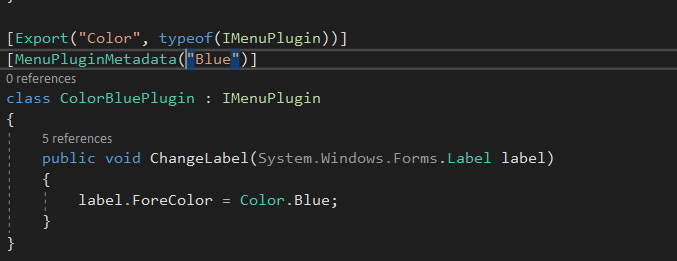 [Export("Color", typeof(IMenuPlugin))]
[MenuPluginMetadata("Blue")]
0 references
class ColorBluePlugin : IMenuPlugin
{
5 references
public void ChangeLabel(System.Windows.Forms.Label label)
{
label.ForeColor = Color.Blue;
}
}